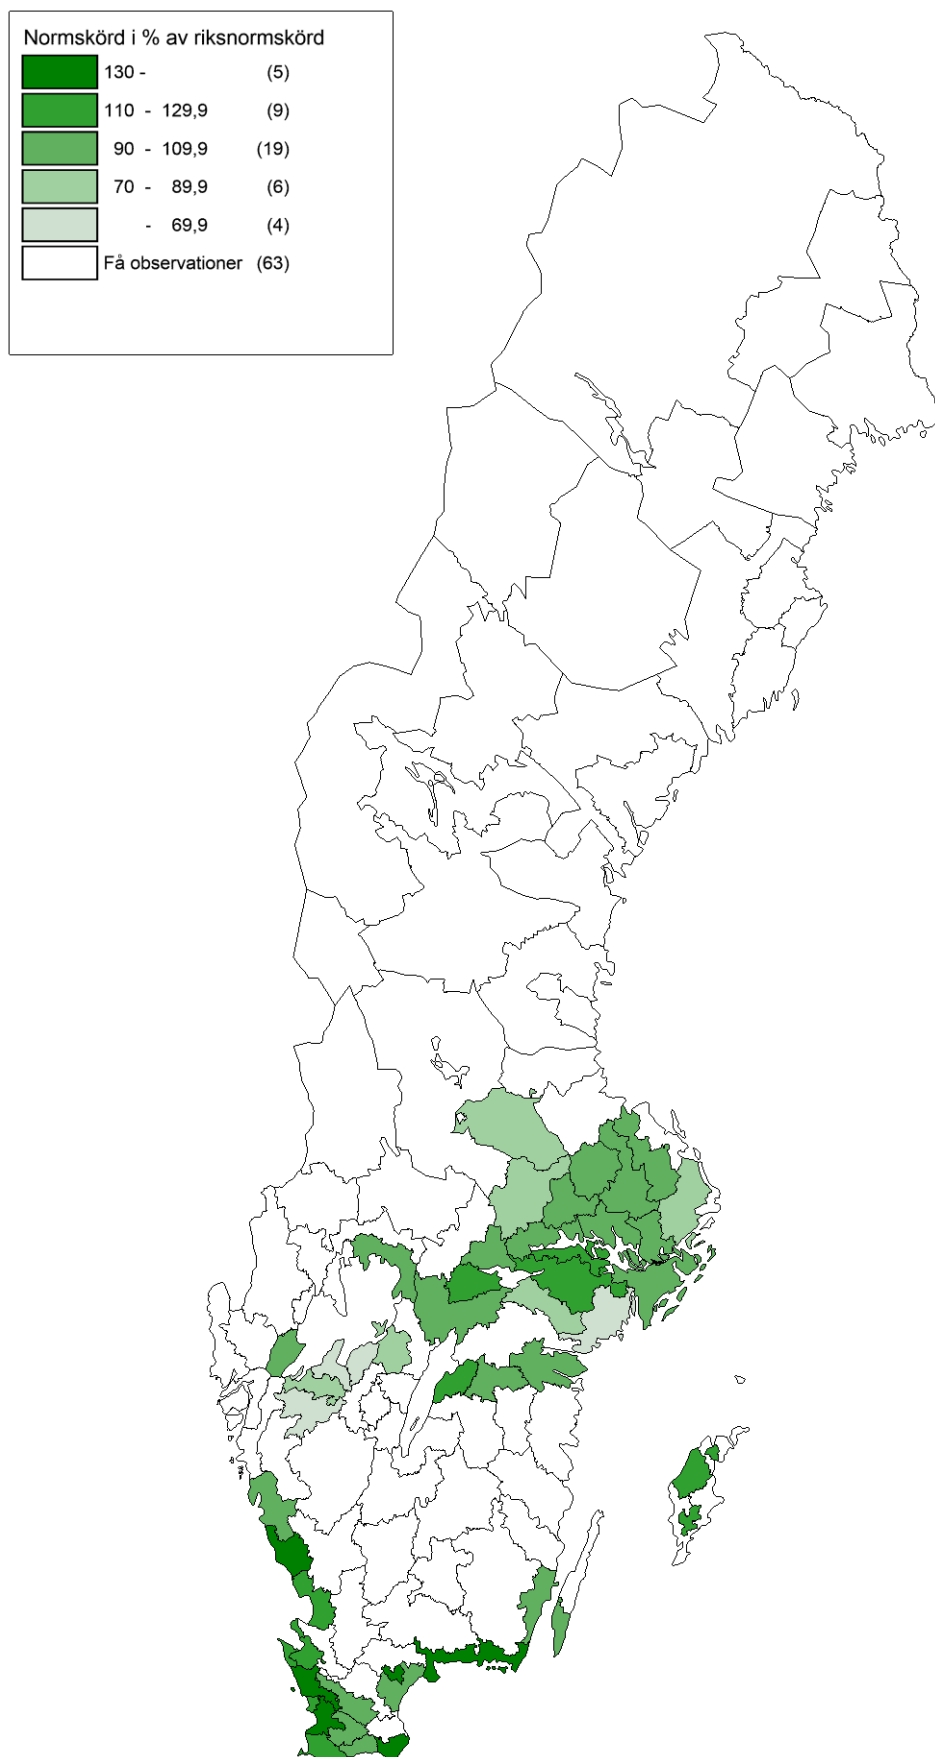 Normskörd i % av riksnormskörd
130 - (5)
110 - 129,9 (9)
90 - 109,9 (19)
70 - 89,9 (6)
- 69,9 (4)
Få observationer (63)